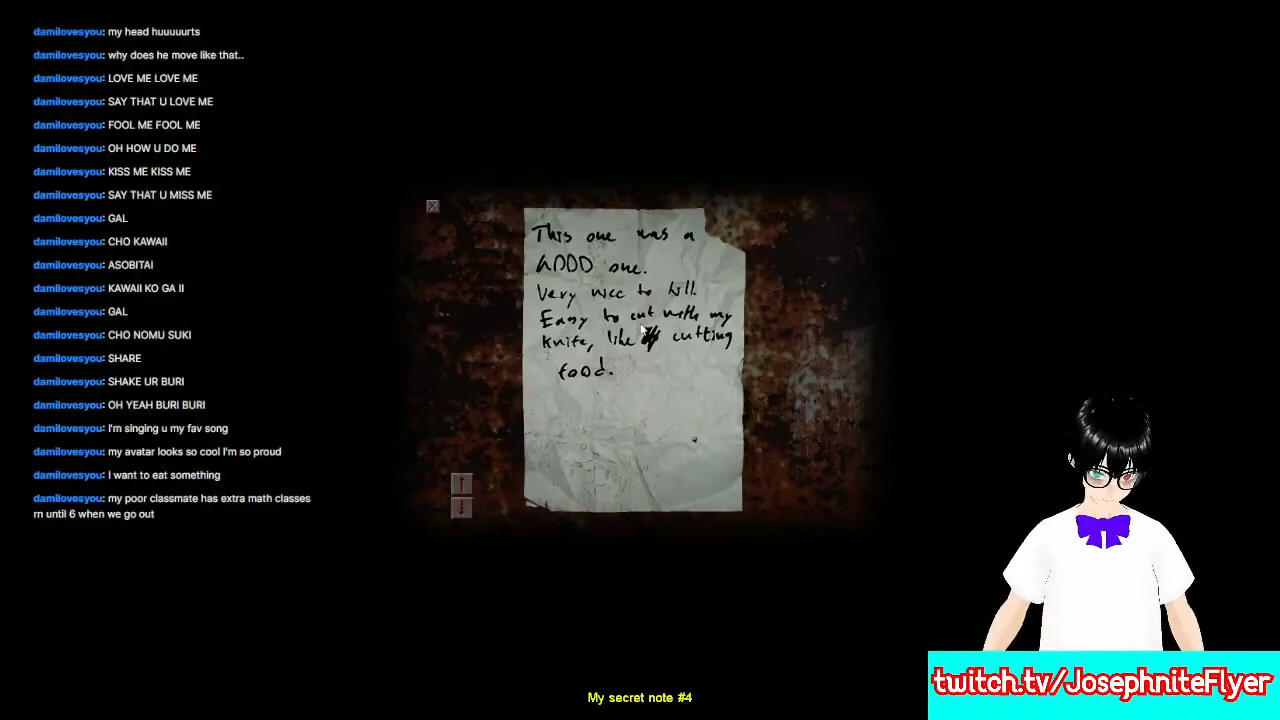 damilovesyou: my head huuuuurts
damilovesyou: why does he move like that..
damilovesyou: LOVE ME LOVE ME
damilovesyou: SAY THAT U LOVE ME
damilovesyou: FOOL ME FOOL ME
damilovesyou: OH HOW U DO ME
damilovesyou: KISS ME KISS ME
damilovesyou: SAY THAT U MISS ME
damilovesyou: GAL
damilovesyou: CHO KAWAII
damilovesyou: ASOBITAI
damilovesyou: KAWAII KO GA II
damilovesyou: GAL
damilovesyou: CHO NOMU SUKI
damilovesyou: SHARE
damilovesyou: SHAKE UR BURI
damilovesyou: OH YEAH BURI BURI
damilovesyou: I'm singing u my fav song
damilovesyou: my avatar looks so cool I'm so proud
damilovesyou: I want to eat something
damilovesyou: my poor classmate has extra math classes
rn until 6 when we go out
This one was a
GOOD one.
Very nice to kill.
Easy to cut with my
knife, like cutting
food.
My secret note #4
twitch.tv/JosephniteFlyer